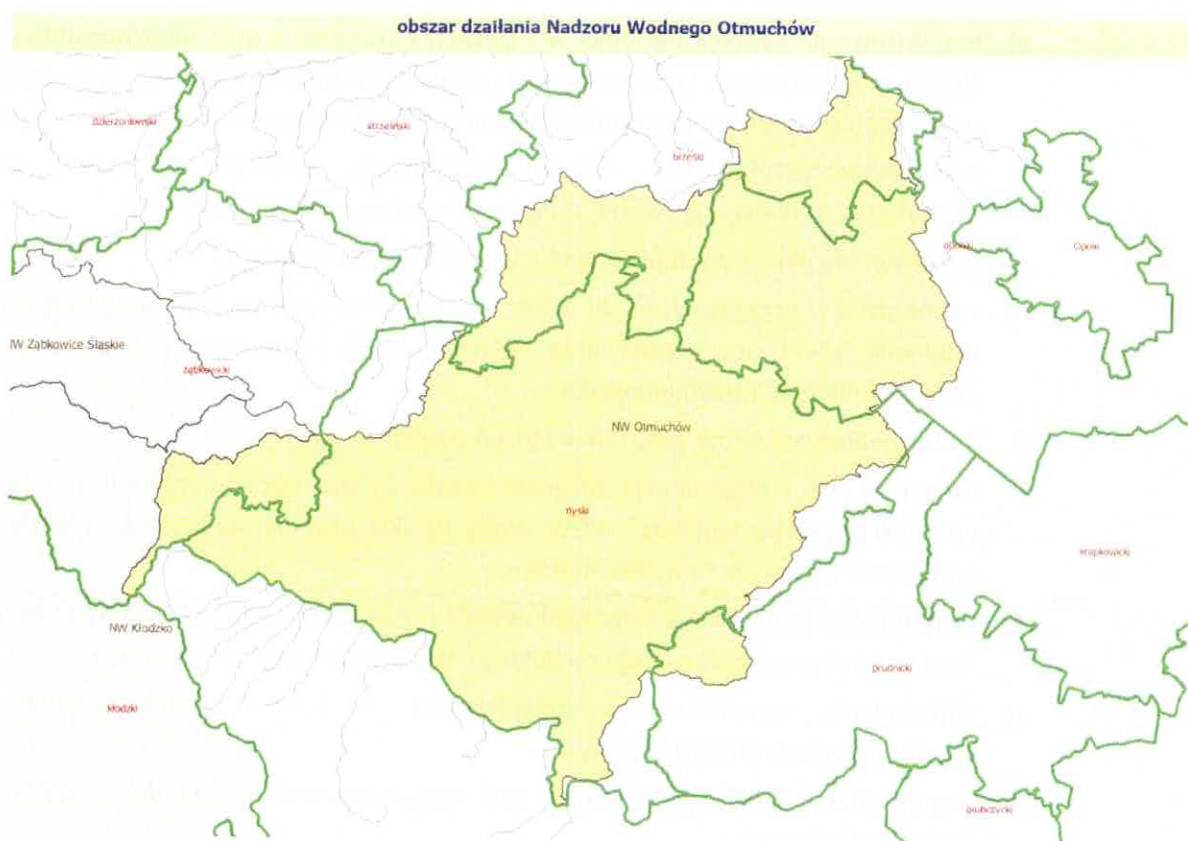 obszar dzaiłania Nadzoru Wodnego Otmuchów
dzierżoniowski
strzeliński
brzeski
opolski
Opole
NW Ząbkowice Śląskie
ząbkowicki
NW Otmuchów
nyski
krapkowicki
NW Kłodzko
prudnicki
kłodzki
głubczycki